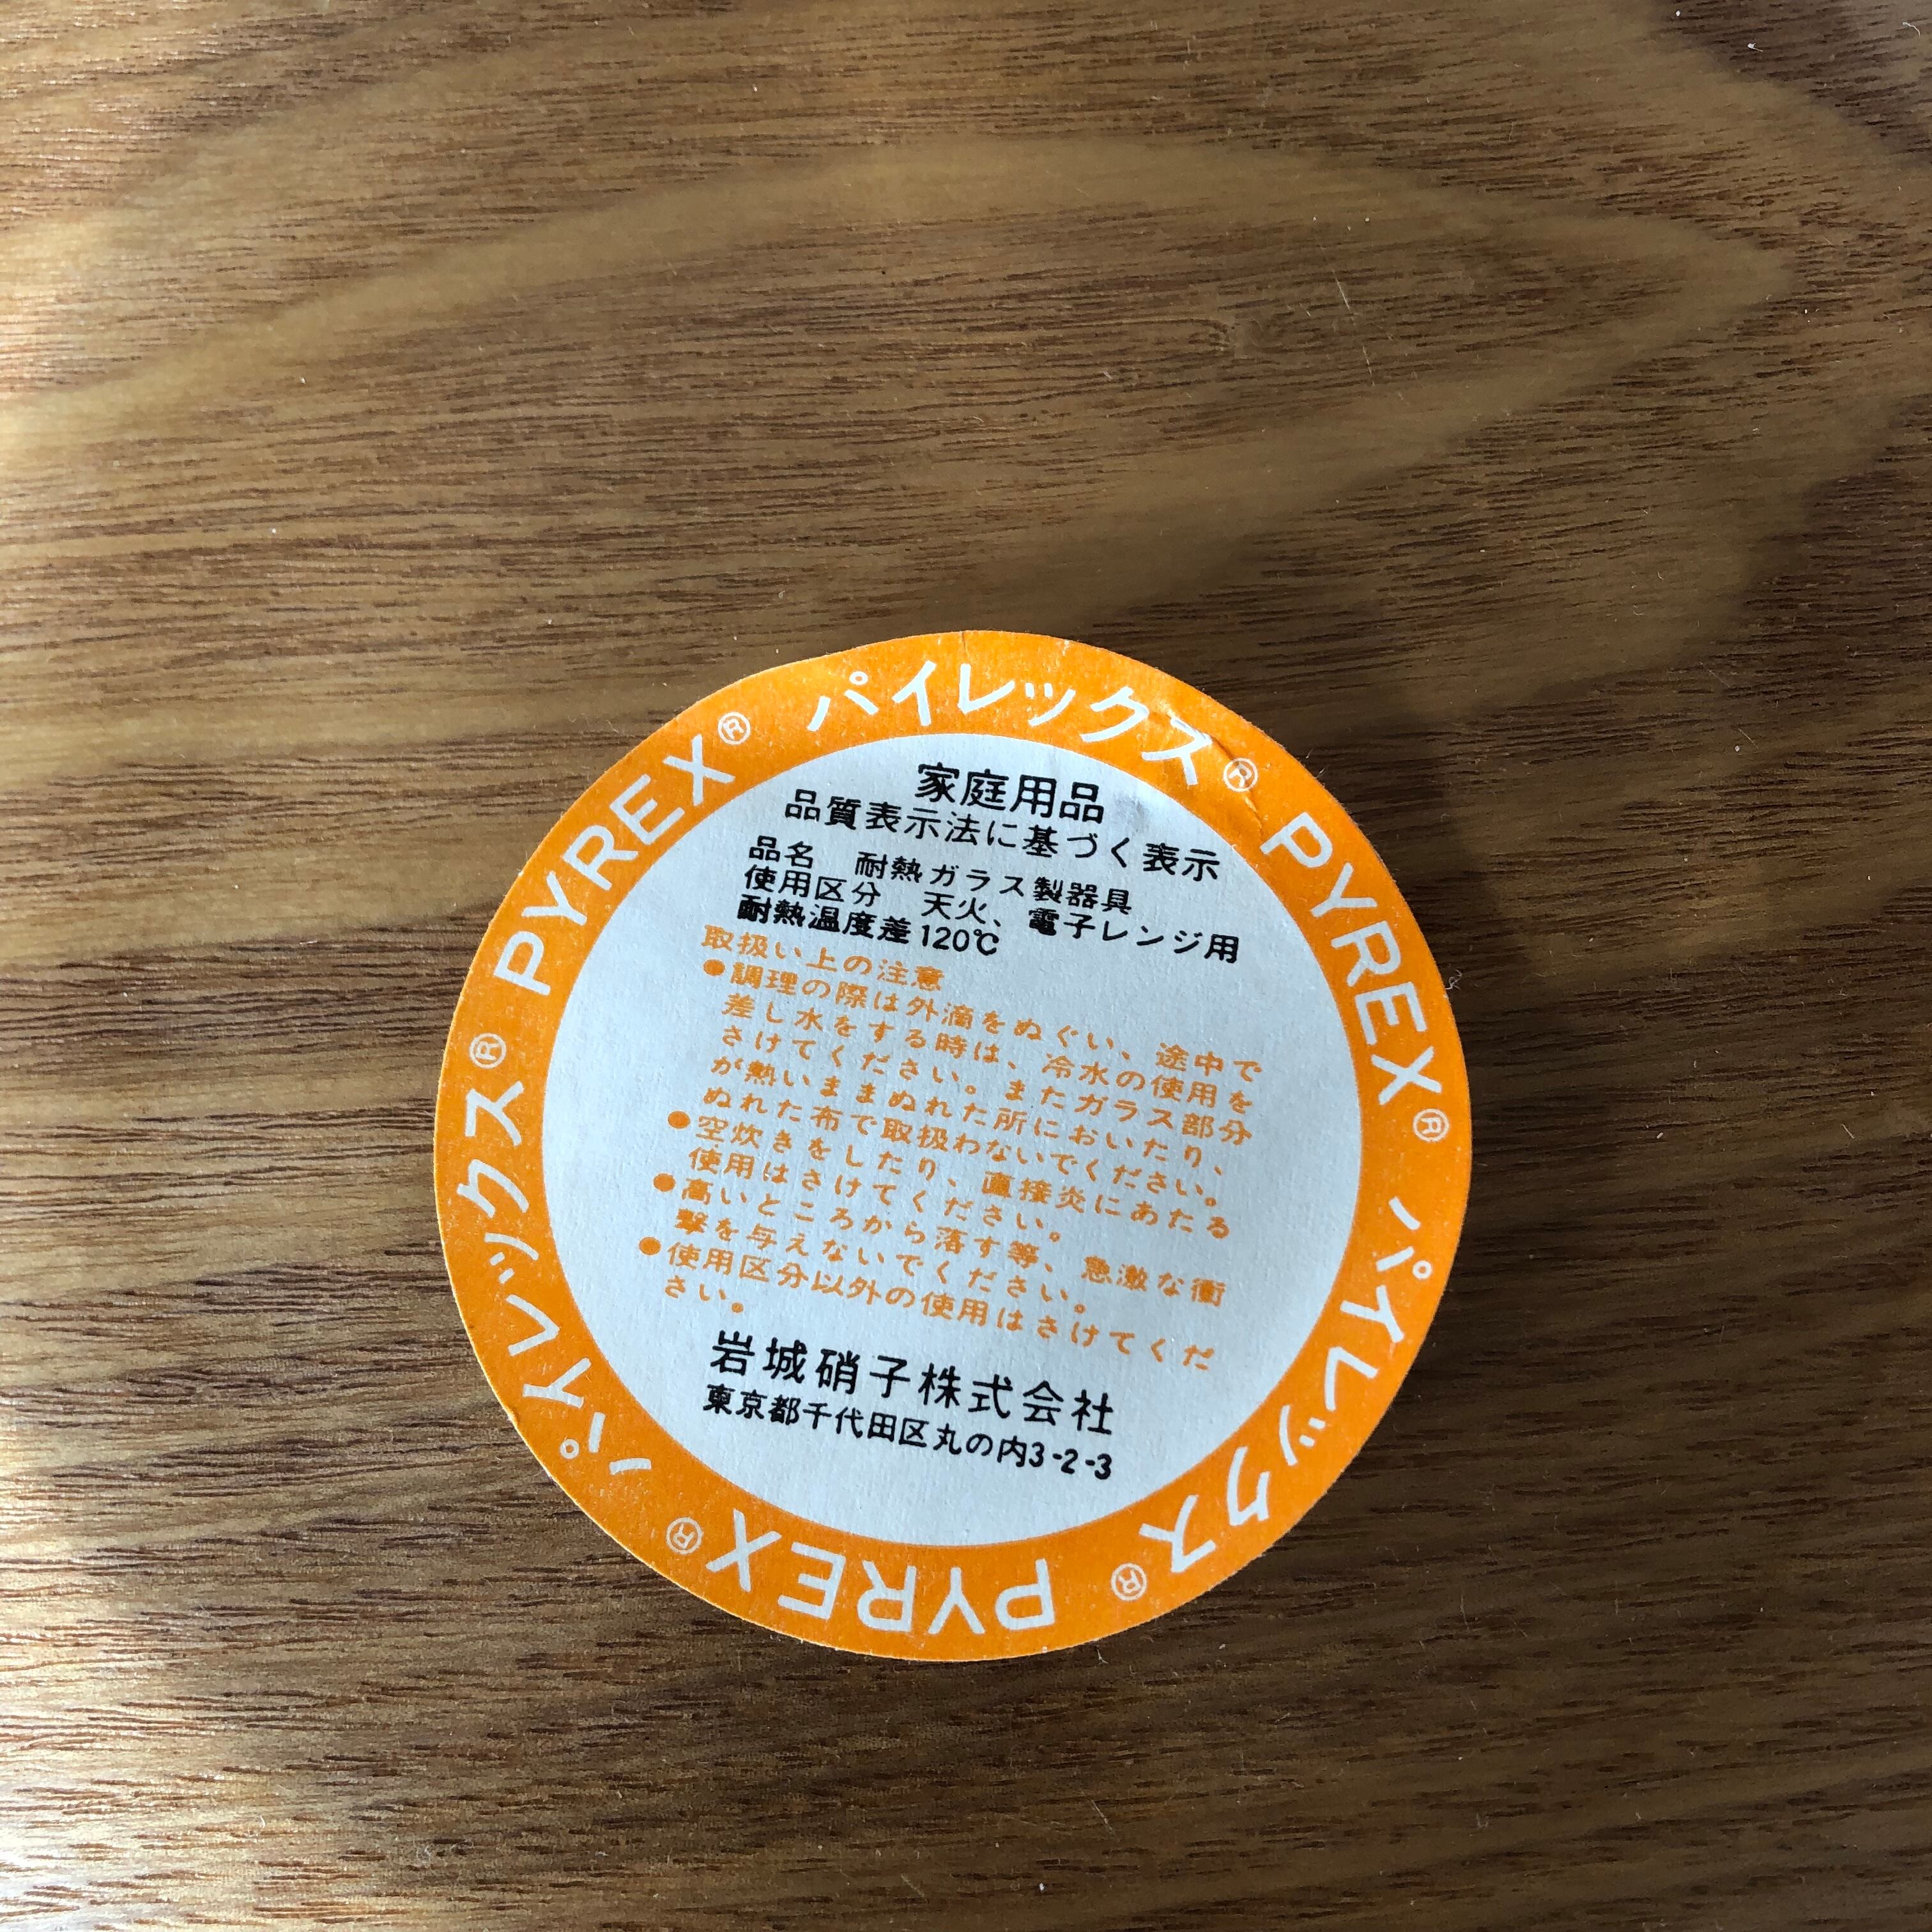 パイレックス® PYREX® パイレックス® PYREX® パイレックス® PYREX®
家庭用品
品質表示法に基づく表示
品名 耐熱ガラス製器具
使用区分 天火、電子レンジ用
耐熱温度差120℃
取扱い上の注意
●調理の際は外滴をぬぐい、途中で
差し水をする時は、冷水の使用を
さけてください。またガラス部分
が熱いままぬれた所においたり、
ぬれた布で取扱わないでください。
●空炊きをしたり、直接炎にあたる
使用はさけてください。
●高いところから落す等、急激な衝
撃を与えないでください。
●使用区分以外の使用はさけてくだ
さい。
岩城硝子株式会社
東京都千代田区丸の内3-2-3